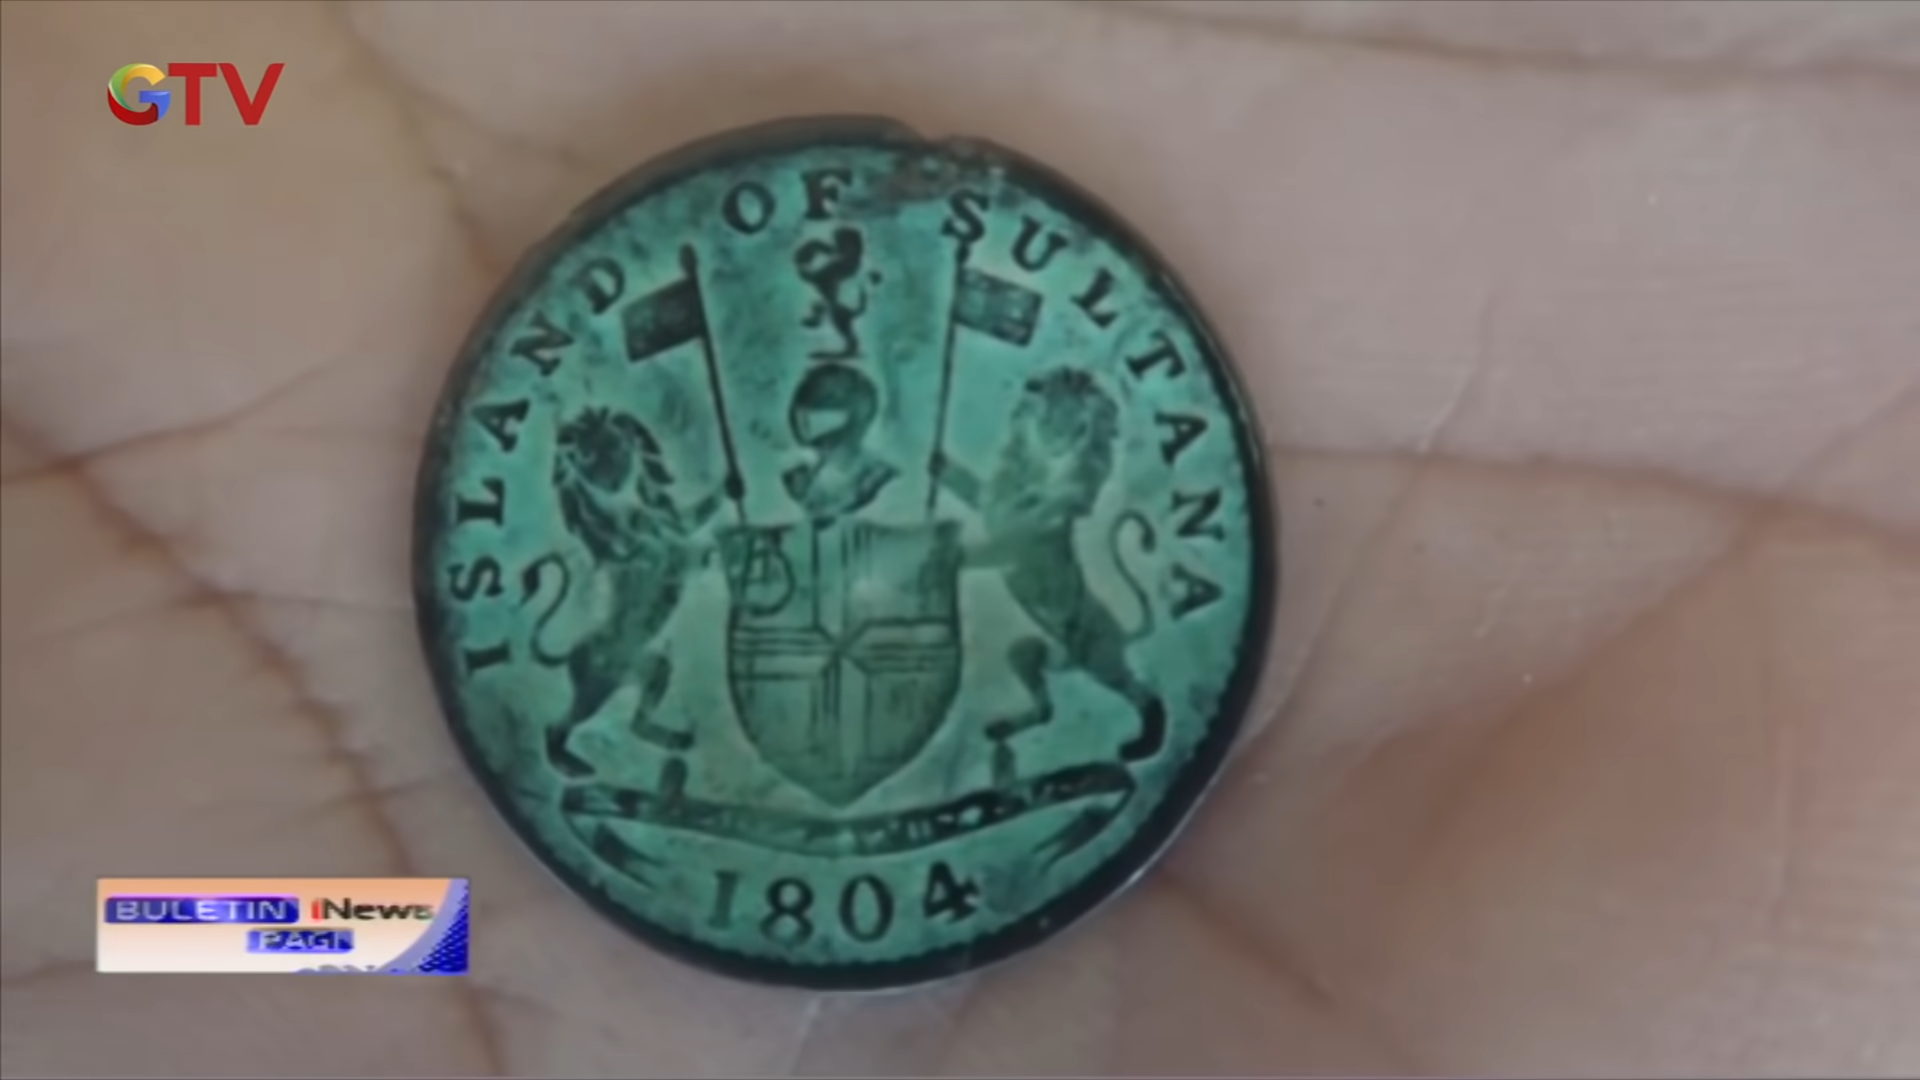 GTV
ISLAND OF SULTANA
1804
BULETIN iNews
PAGI